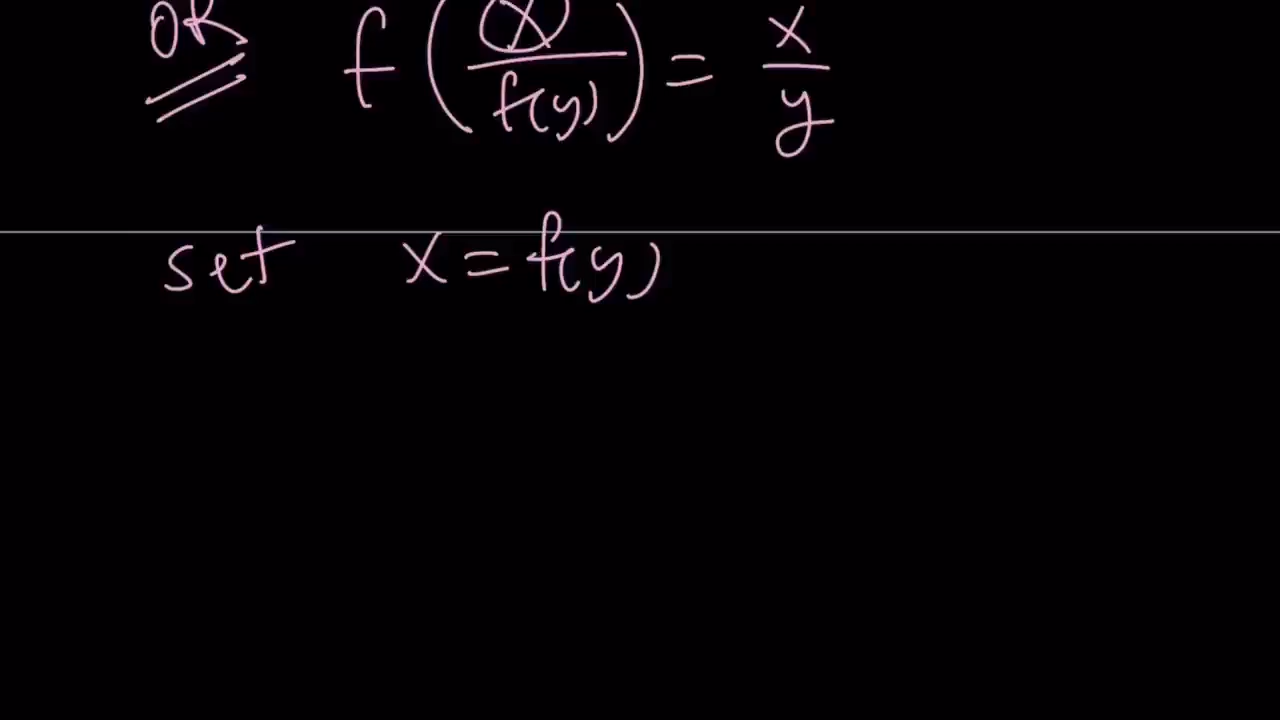 OR f(x/f(y)) = x/y
set x = f(y)